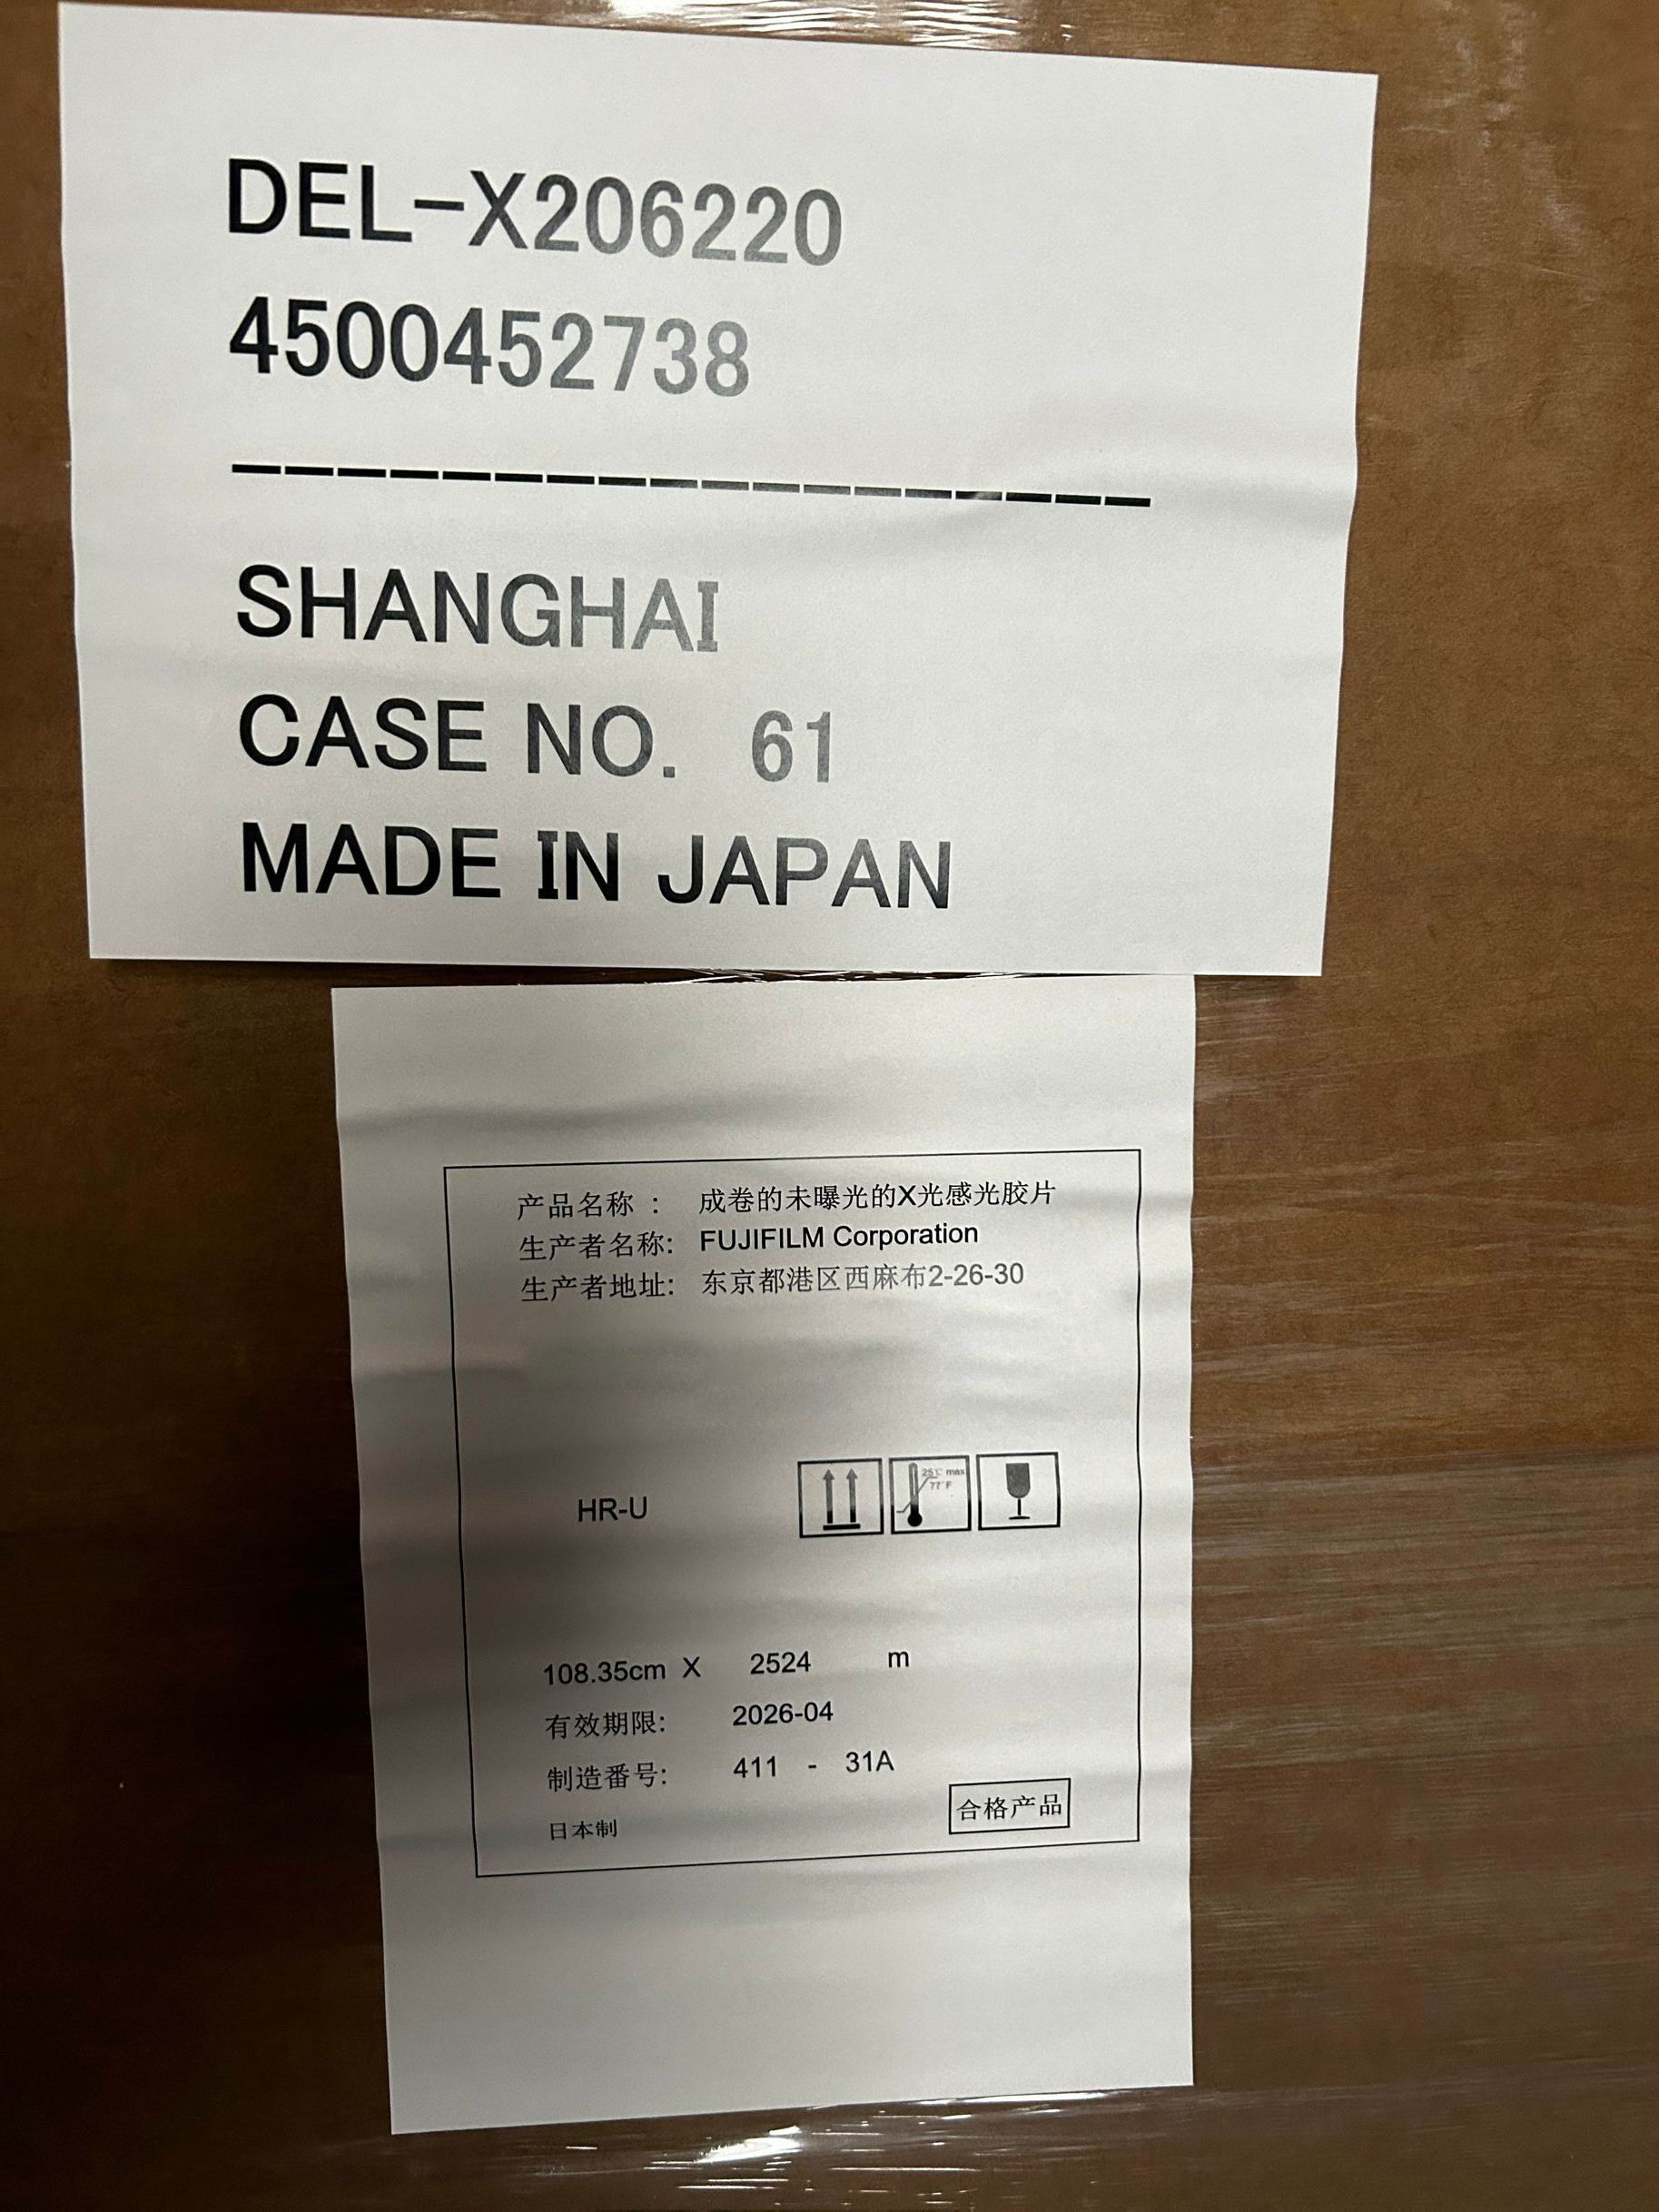 DEL-X206220
4500452738
------------------
SHANGHAI
CASE NO. 61
MADE IN JAPAN
产品名称 : 成卷的未曝光的X光感光胶片
生产者名称: FUJIFILM Corporation
生产者地址: 东京都港区西麻布2-26-30
HR-U
25℃ max
77°F
108.35cm X 2524 m
有效期限: 2026-04
制造番号: 411 - 31A
日本制
合格产品